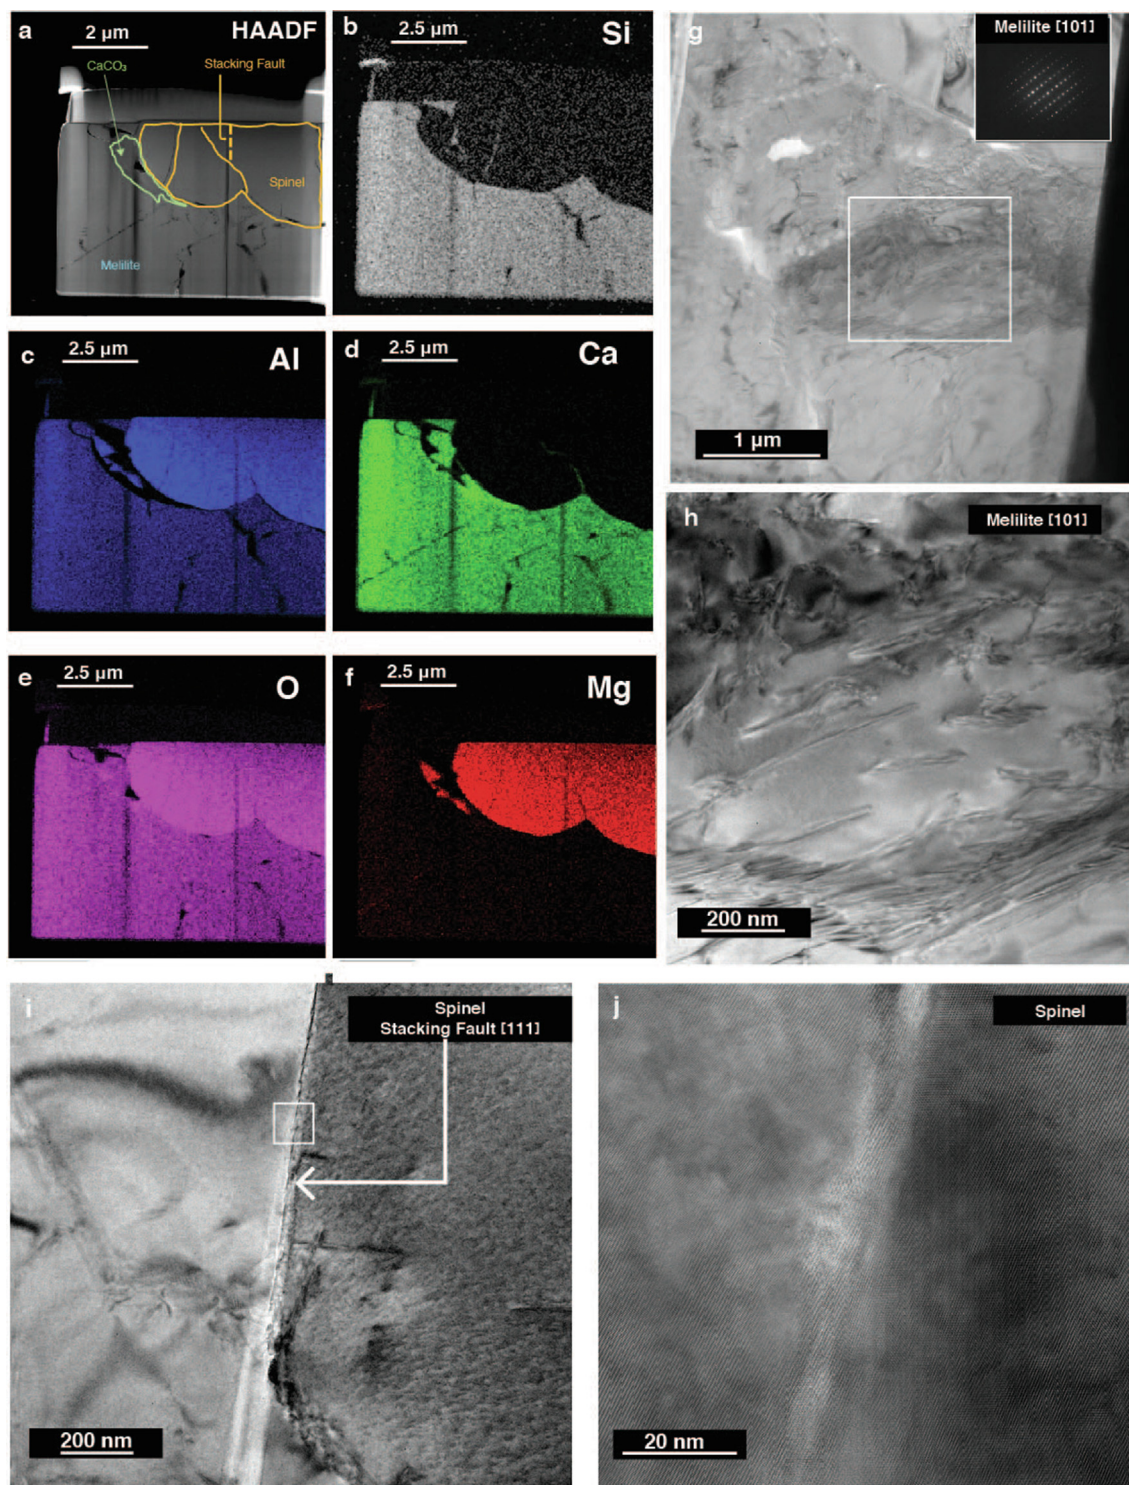 a
2 µm
HAADF
CaCO₃
Stacking Fault
Spinel
Melilite
b
2.5 µm
Si
c
2.5 µm
Al
d
2.5 µm
Ca
e
2.5 µm
O
f
2.5 µm
Mg
g
Melilite [101]
1 µm
h
Melilite [101]
200 nm
i
Spinel
Stacking Fault [111]
200 nm
j
Spinel
20 nm